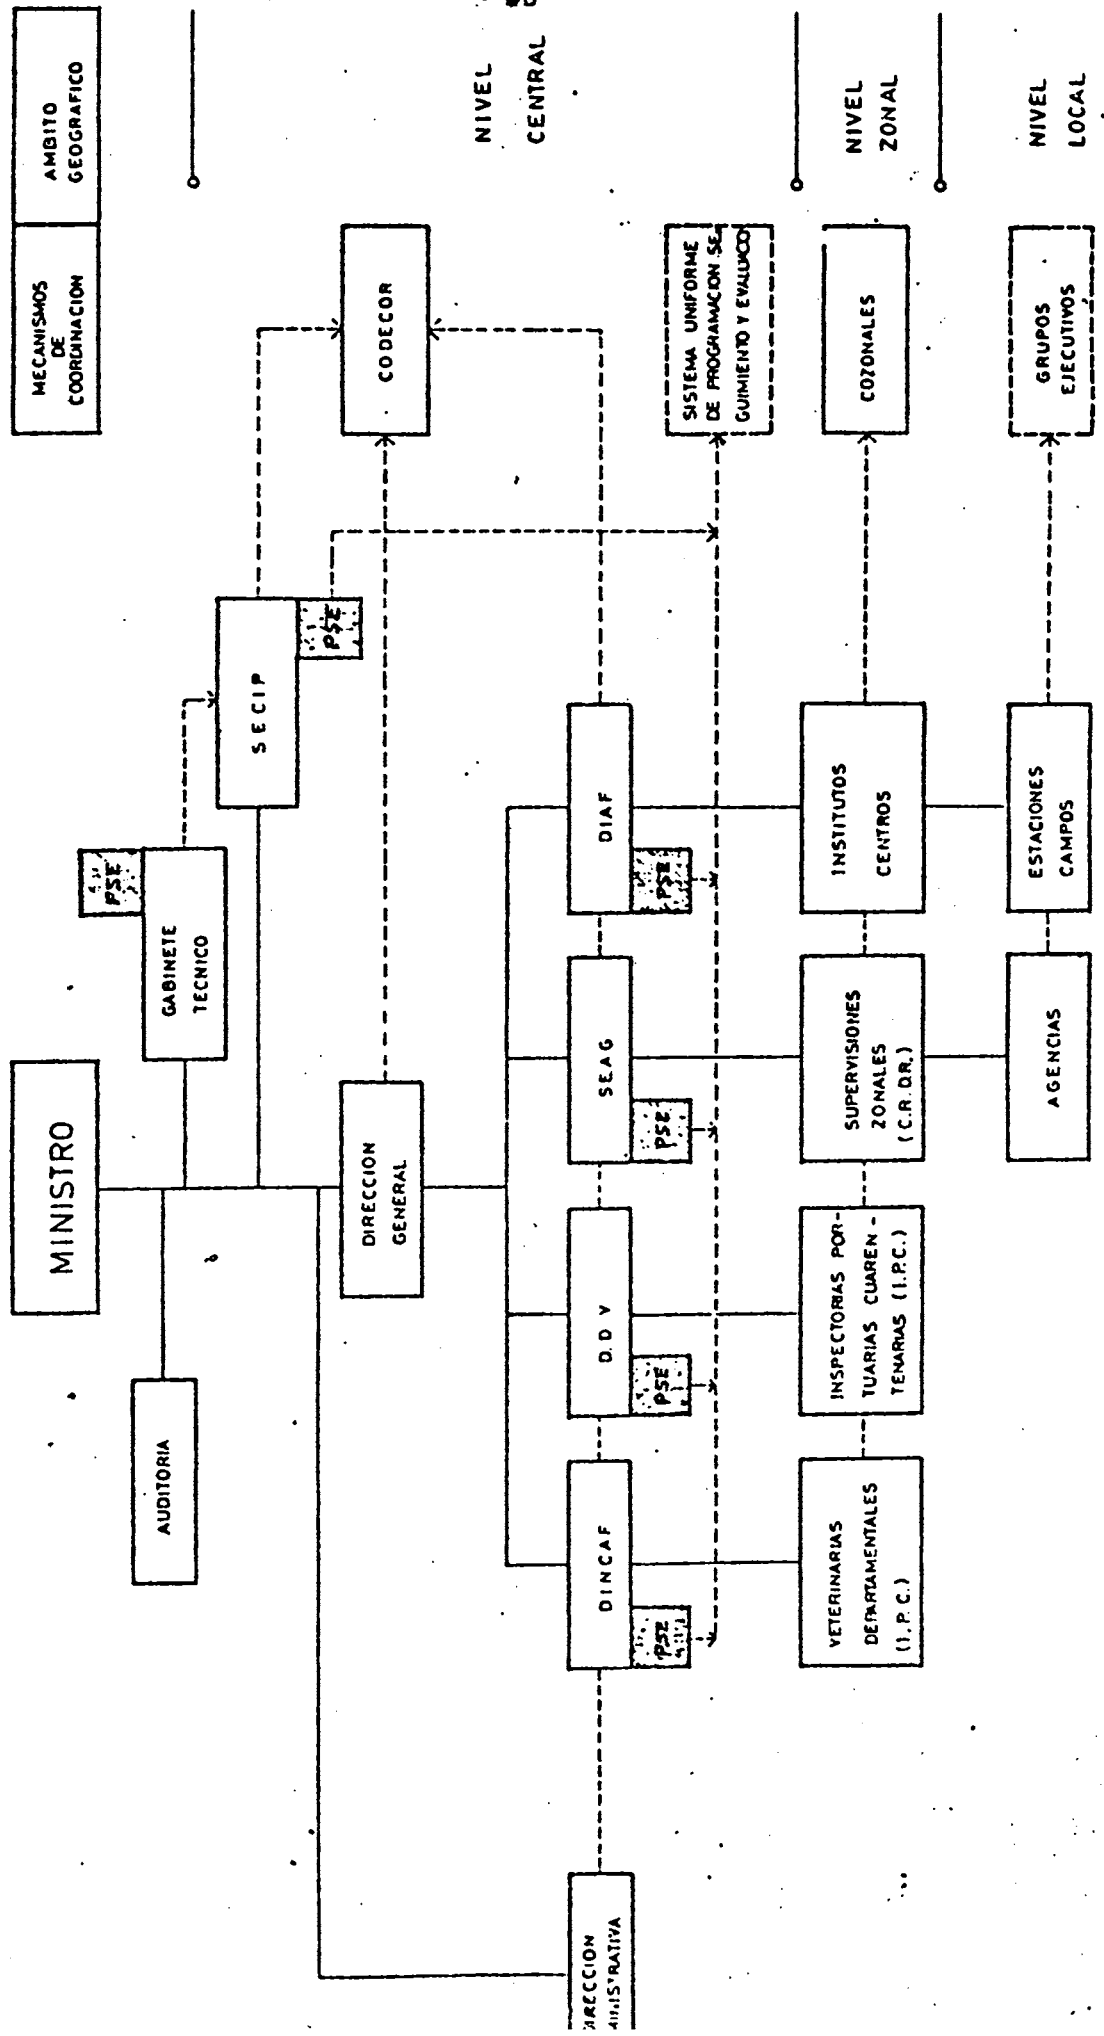 MECANISMOS
DE
COORDINACION
AMBITO
GEOGRAFICO
MINISTRO
AUDITORIA
PSE
GABINETE
TECNICO
SECIP
PSE
NIVEL
CENTRAL
DIRECCION
GENERAL
CODECOR
DINCAF
PSE
D.D V
PSE
SEAG
PSE
DIAF
PSE
SISTEMA UNIFORME
DE PROGRAMACION SE
GUIMIENTO Y EVALUACO
VETERINARIAS
DEPARTAMENTALES
(I.P.C.)
INSPECTORIAS POR-
TUARIAS CUAREN-
TENARIAS (I.P.C.)
SUPERVISIONES
ZONALES
(C.R.D.R.)
INSTITUTOS
CENTROS
COZONALES
NIVEL
ZONAL
AGENCIAS
ESTACIONES
CAMPOS
GRUPOS
EJECUTIVOS
NIVEL
LOCAL